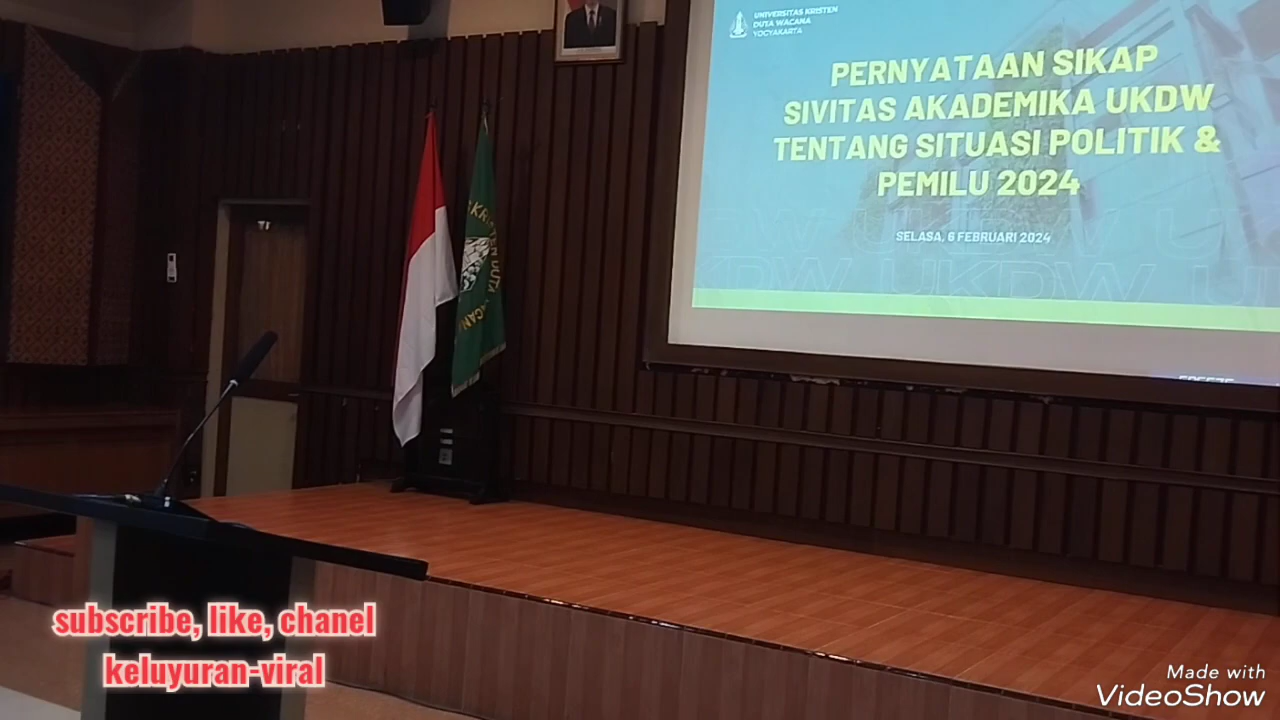 UNIVERSITAS KRISTEN
DUTA WACANA
YOGYAKARTA
PERNYATAAN SIKAP
SIVITAS AKADEMIKA UKDW
TENTANG SITUASI POLITIK &
PEMILU 2024
SELASA, 6 FEBRUARI 2024
UKDW
subscribe, like, chanel
keluyuran-viral
Made with
VideoShow